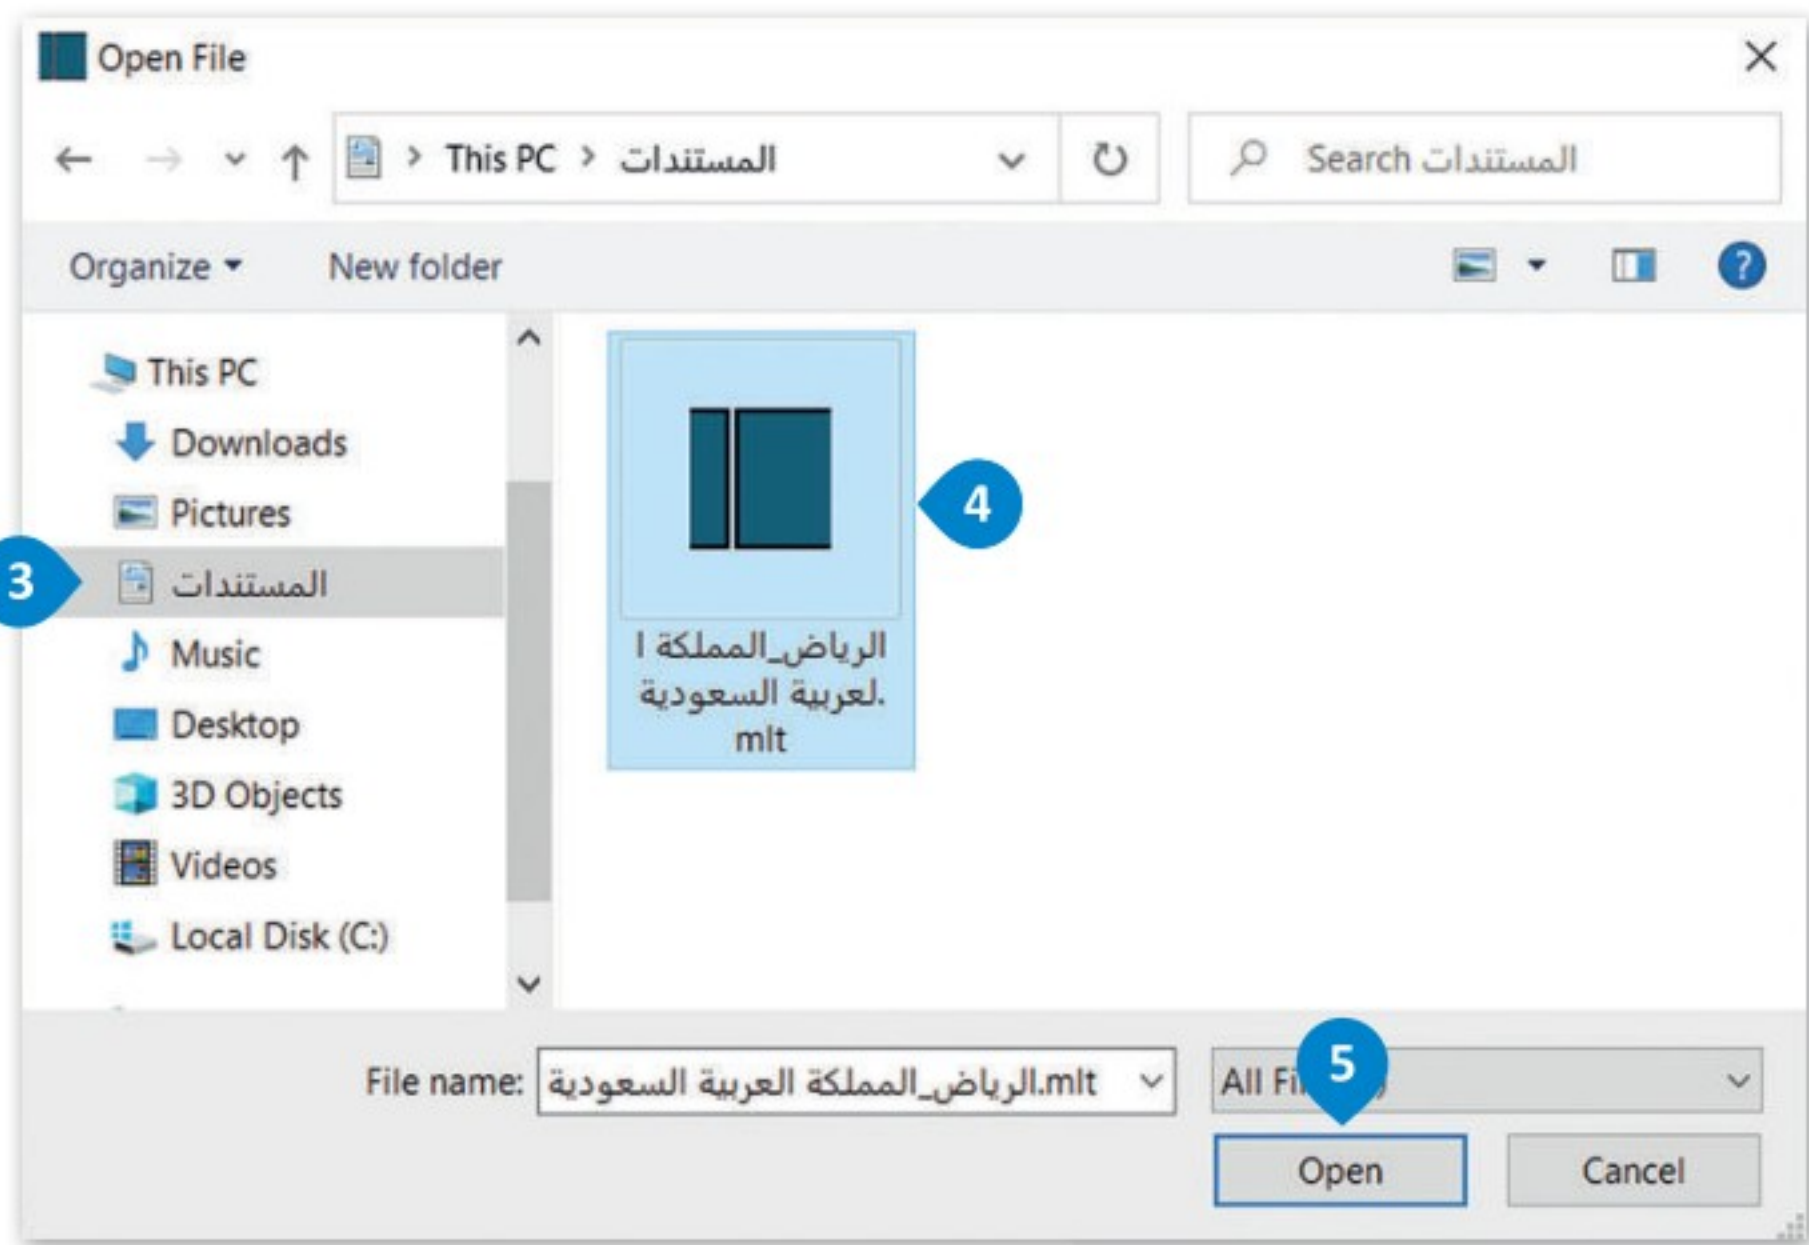 Open File
This PC > المستندات
Search المستندات
Organize
New folder
This PC
Downloads
Pictures
3
المستندات
Music
Desktop
3D Objects
Videos
Local Disk (C:)
4
الرياض_المملكة ا
لعربية السعودية.
mlt
File name:
الرياض_المملكة العربية السعودية.mlt
All
5
Open
Cancel